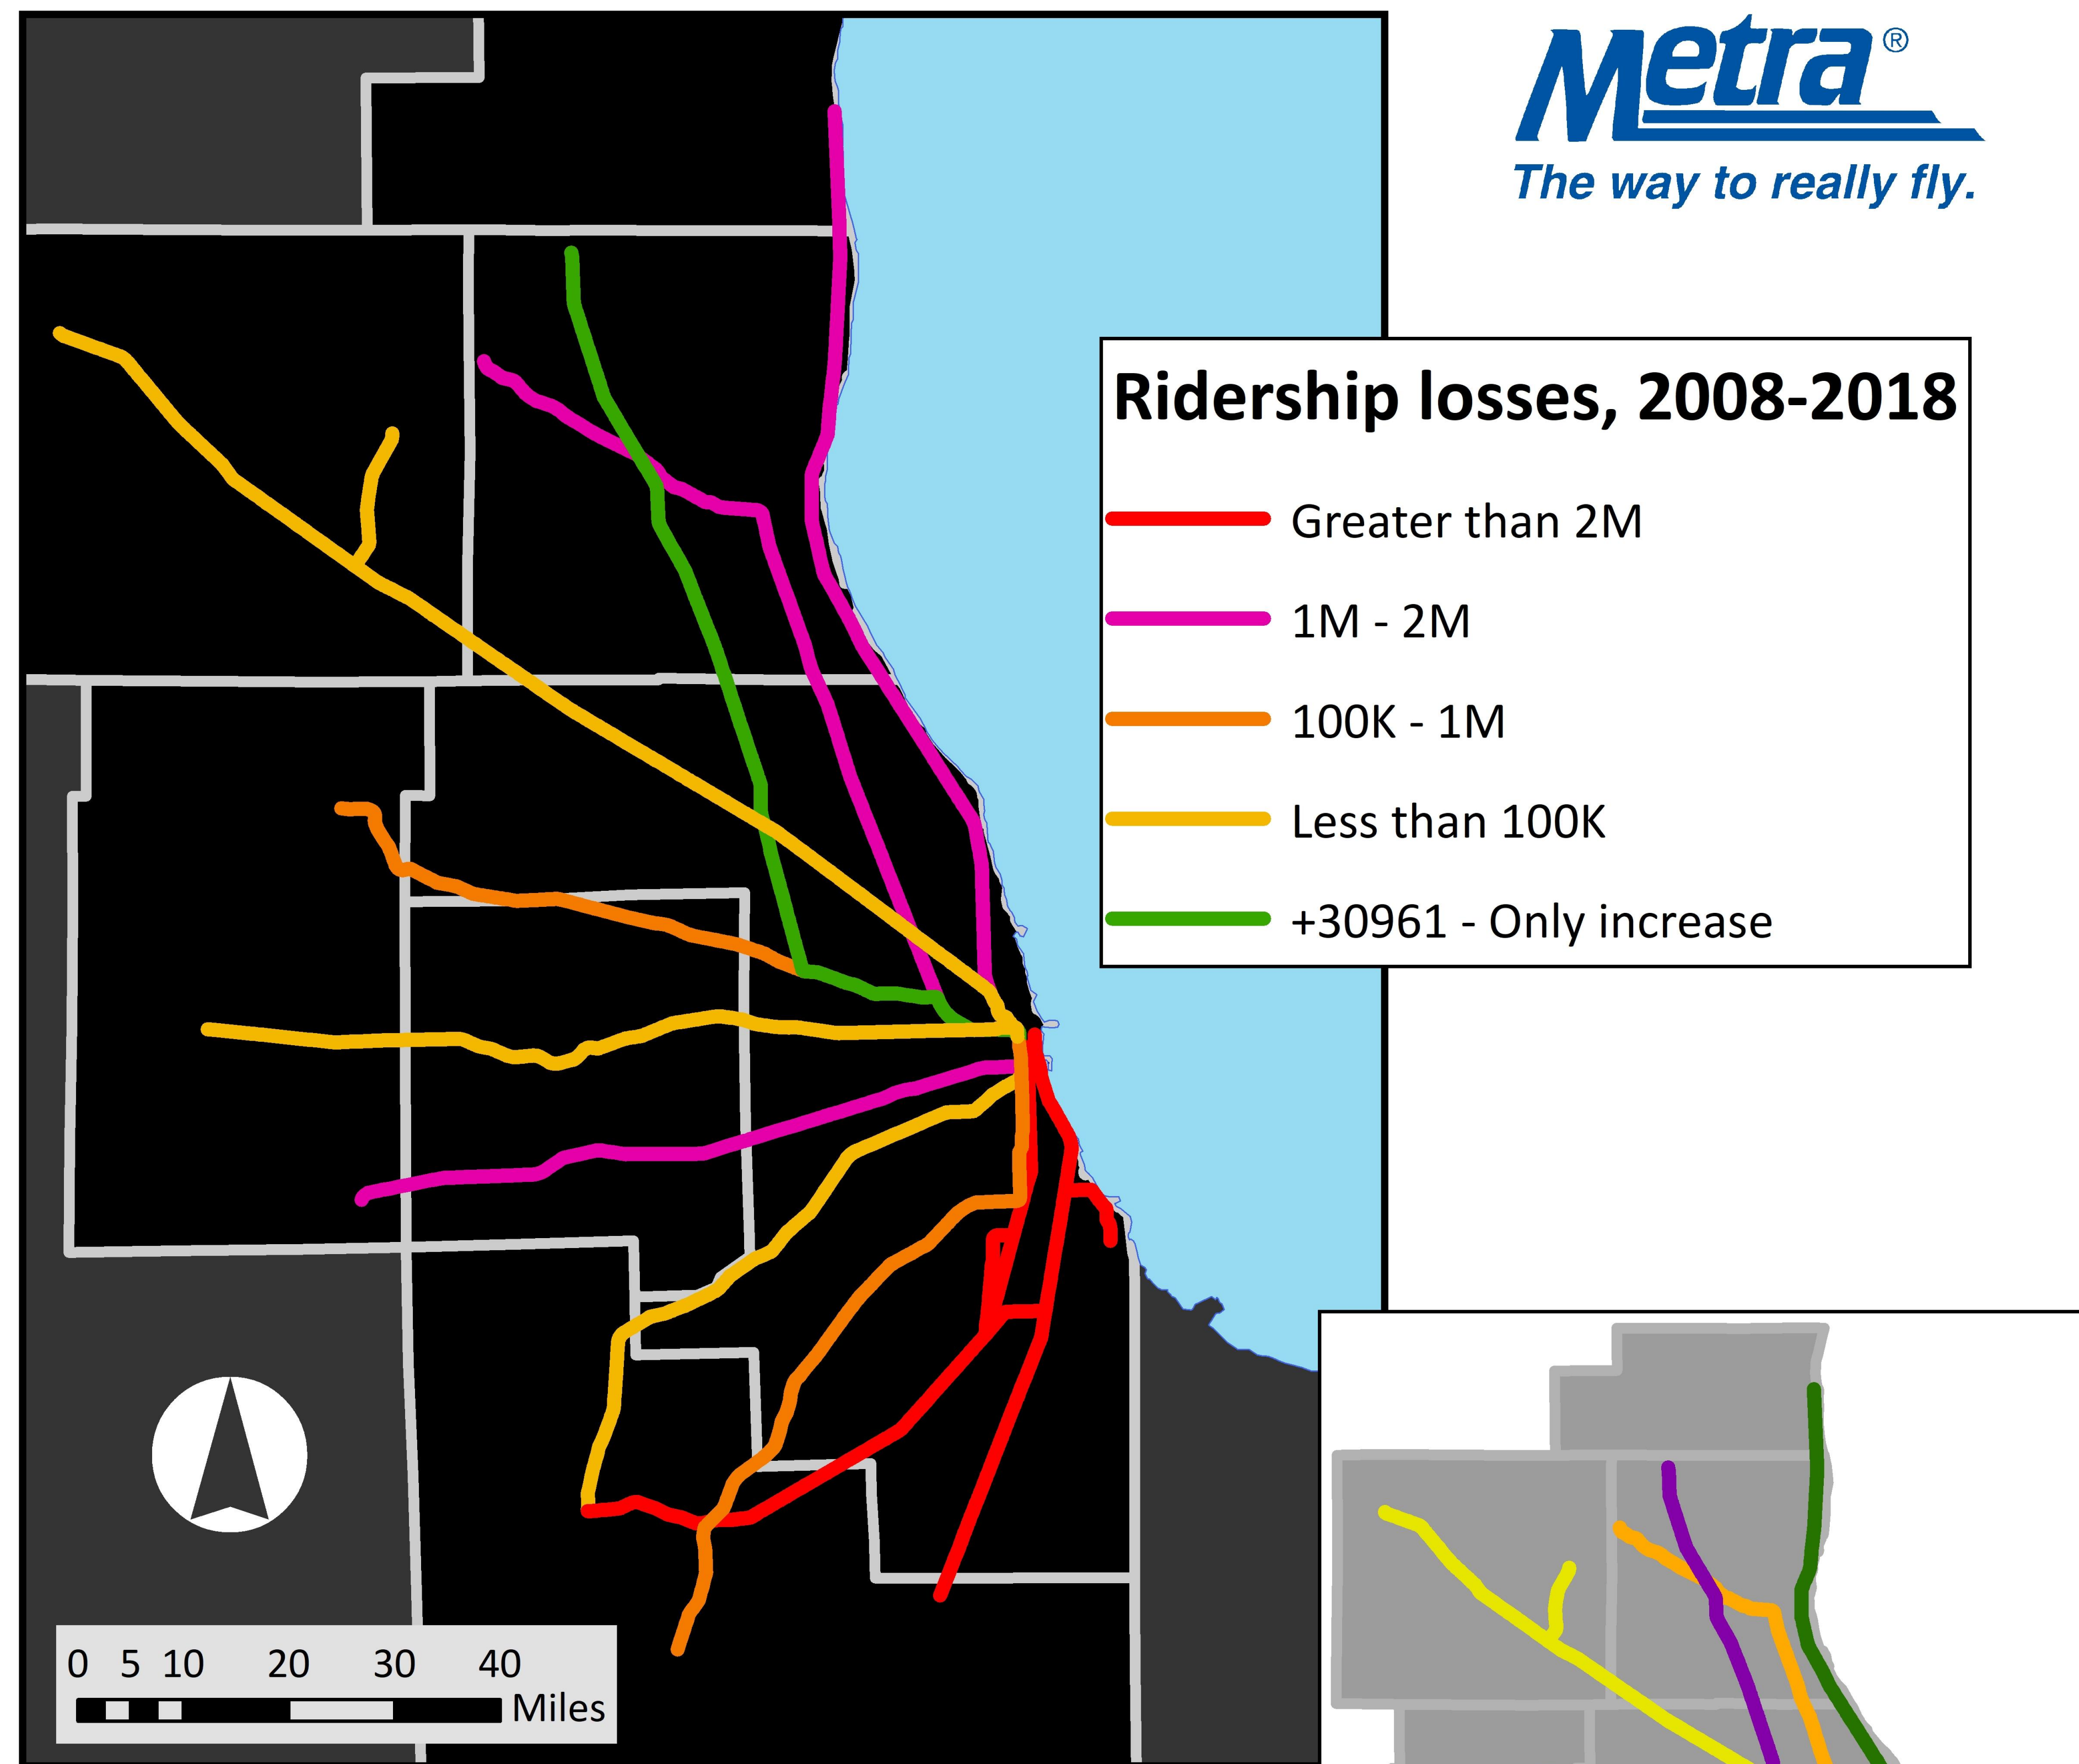 Metra®
The way to really fly.
Ridership losses, 2008-2018
Greater than 2M
1M - 2M
100K - 1M
Less than 100K
+30961 - Only increase
0 5 10 20 30 40
Miles